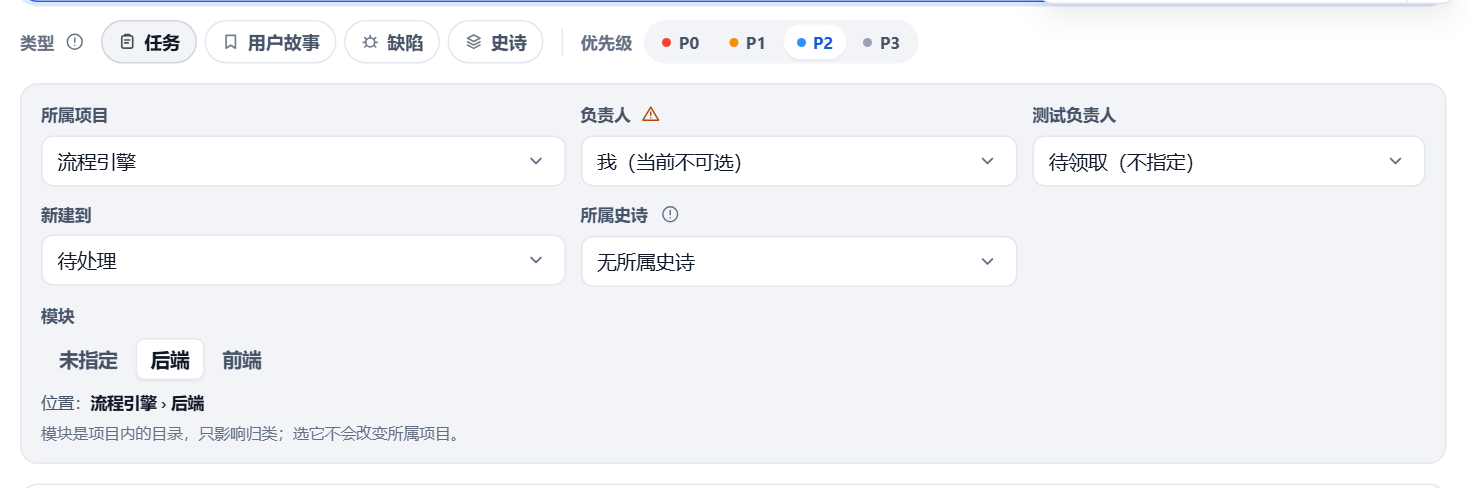 类型 任务 用户故事 缺陷 史诗 优先级 P0 P1 P2 P3
所属项目 负责人 测试负责人
流程引擎 我（当前不可选） 待领取（不指定）
新建到 所属史诗
待处理 无所属史诗
模块
未指定 后端 前端
位置：流程引擎 › 后端
模块是项目内的目录，只影响归类；选它不会改变所属项目。